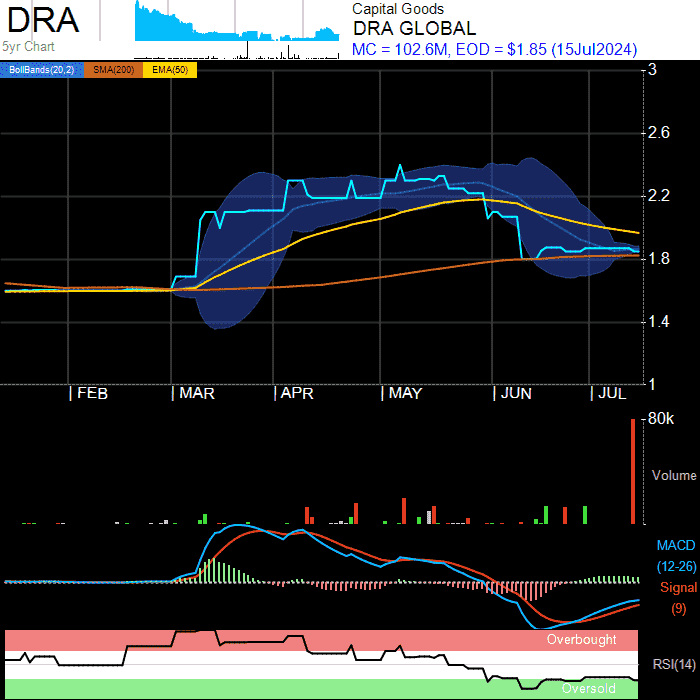 DRA
5yr Chart
Capital Goods
DRA GLOBAL
MC = 102.6M, EOD = $1.85 (15Jul2024)
BollBands(20,2) SMA(200) EMA(50)
3
2.6
2.2
1.8
1.4
1
FEB MAR APR MAY JUN JUL
80k
Volume
MACD
(12-26)
Signal
(9)
Overbought
RSI(14)
Oversold